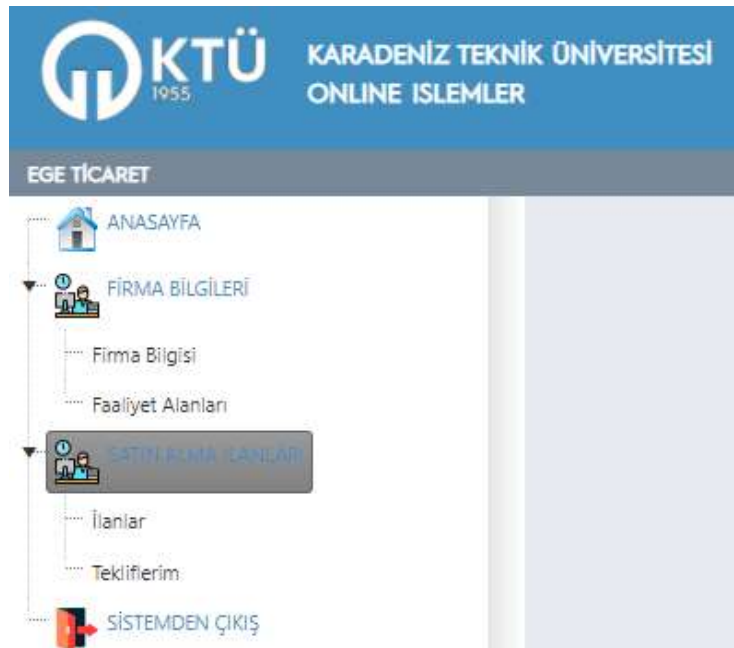 KTÜ
1955
KARADENİZ TEKNİK ÜNİVERSİTESİ
ONLINE ISLEMLER
EGE TİCARET
ANASAYFA
FİRMA BİLGİLERİ
Firma Bilgisi
Faaliyet Alanları
SATIN ALMA İLANLARI
İlanlar
Tekliflerim
SİSTEMDEN ÇIKIŞ